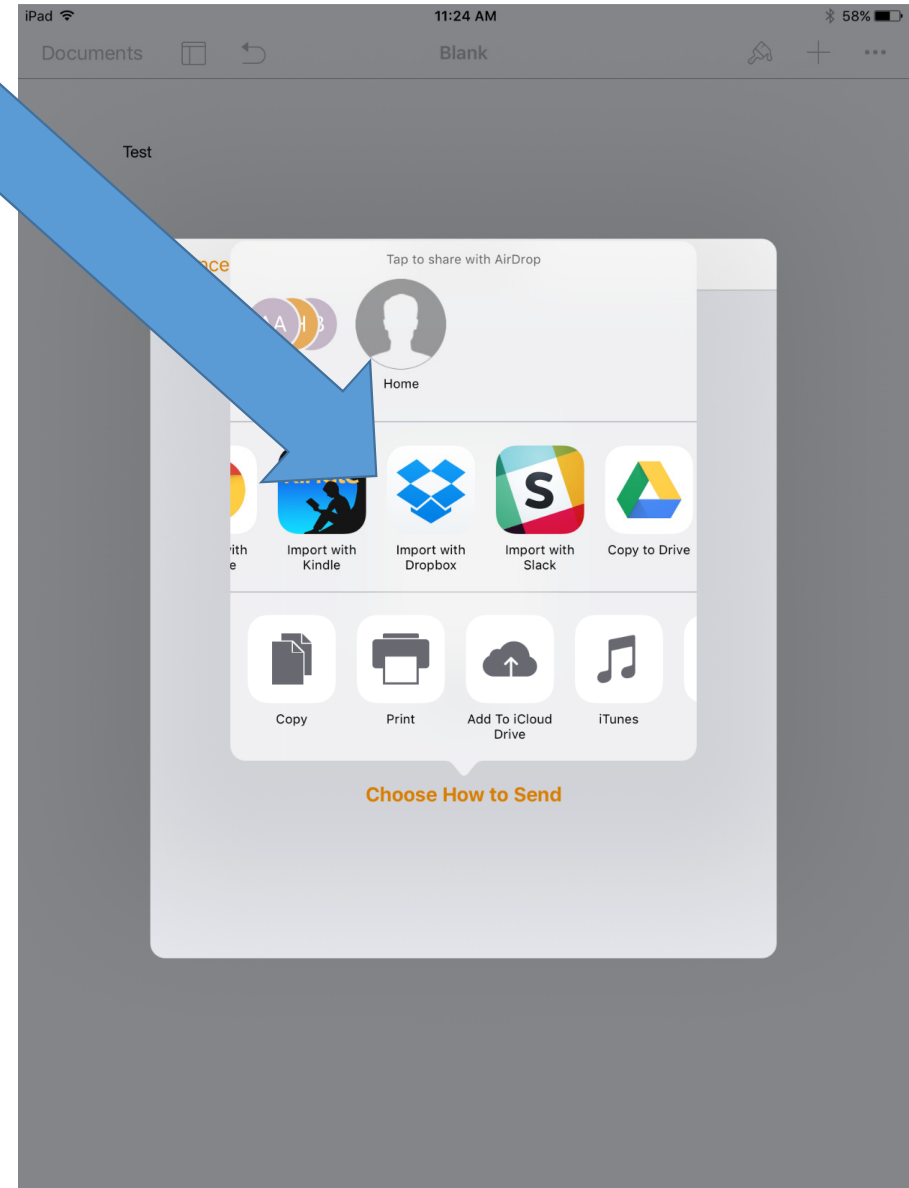 iPad 11:24 AM 58%
Documents Blank
Test
Tap to share with AirDrop
Home
S
Import with
Kindle
Import with
Dropbox
Import with
Slack
Copy to Drive
Copy
Print
Add To iCloud
Drive
iTunes
Choose How to Send